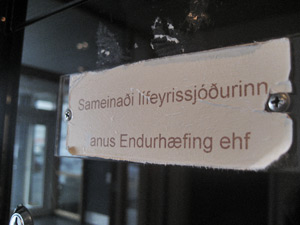 Sameinaði lífeyrissjóðurinn
anus Endurhæfing ehf